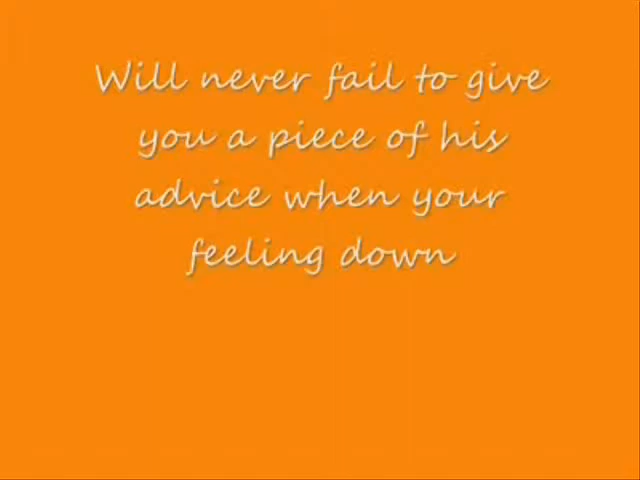 Will never fail to give
you a piece of his
advice when your
feeling down